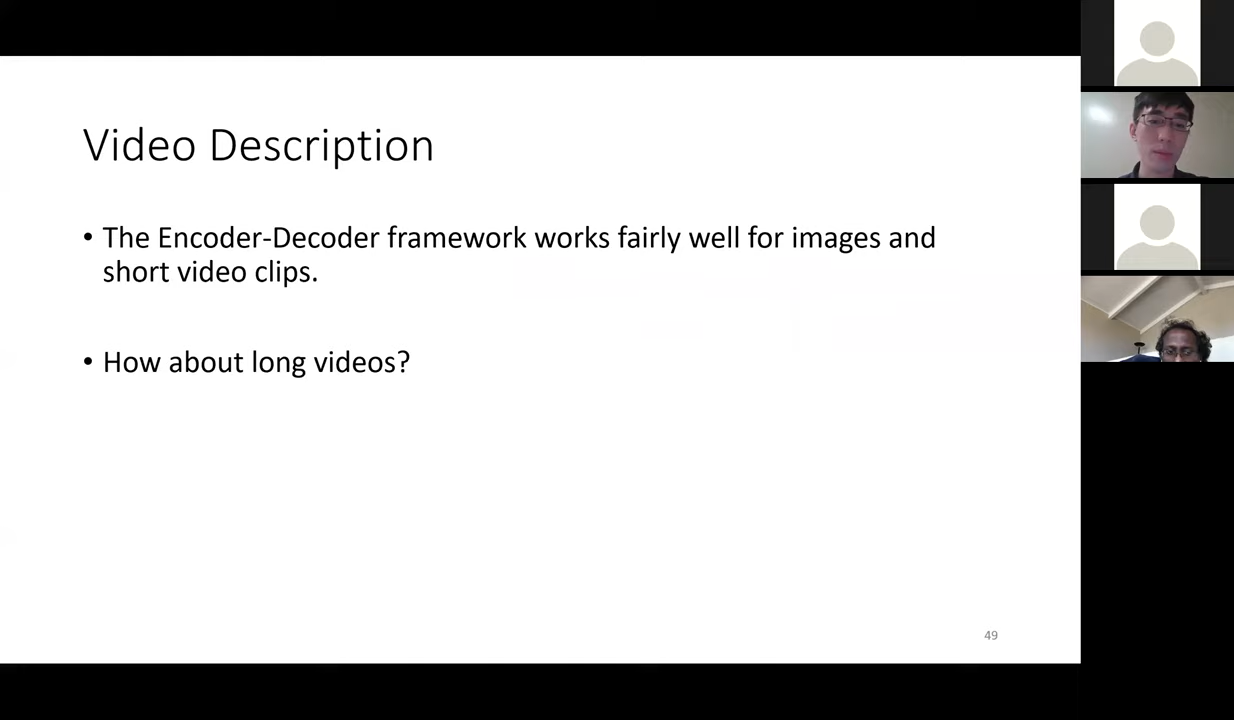 Video Description
• The Encoder-Decoder framework works fairly well for images and
short video clips.
• How about long videos?
49